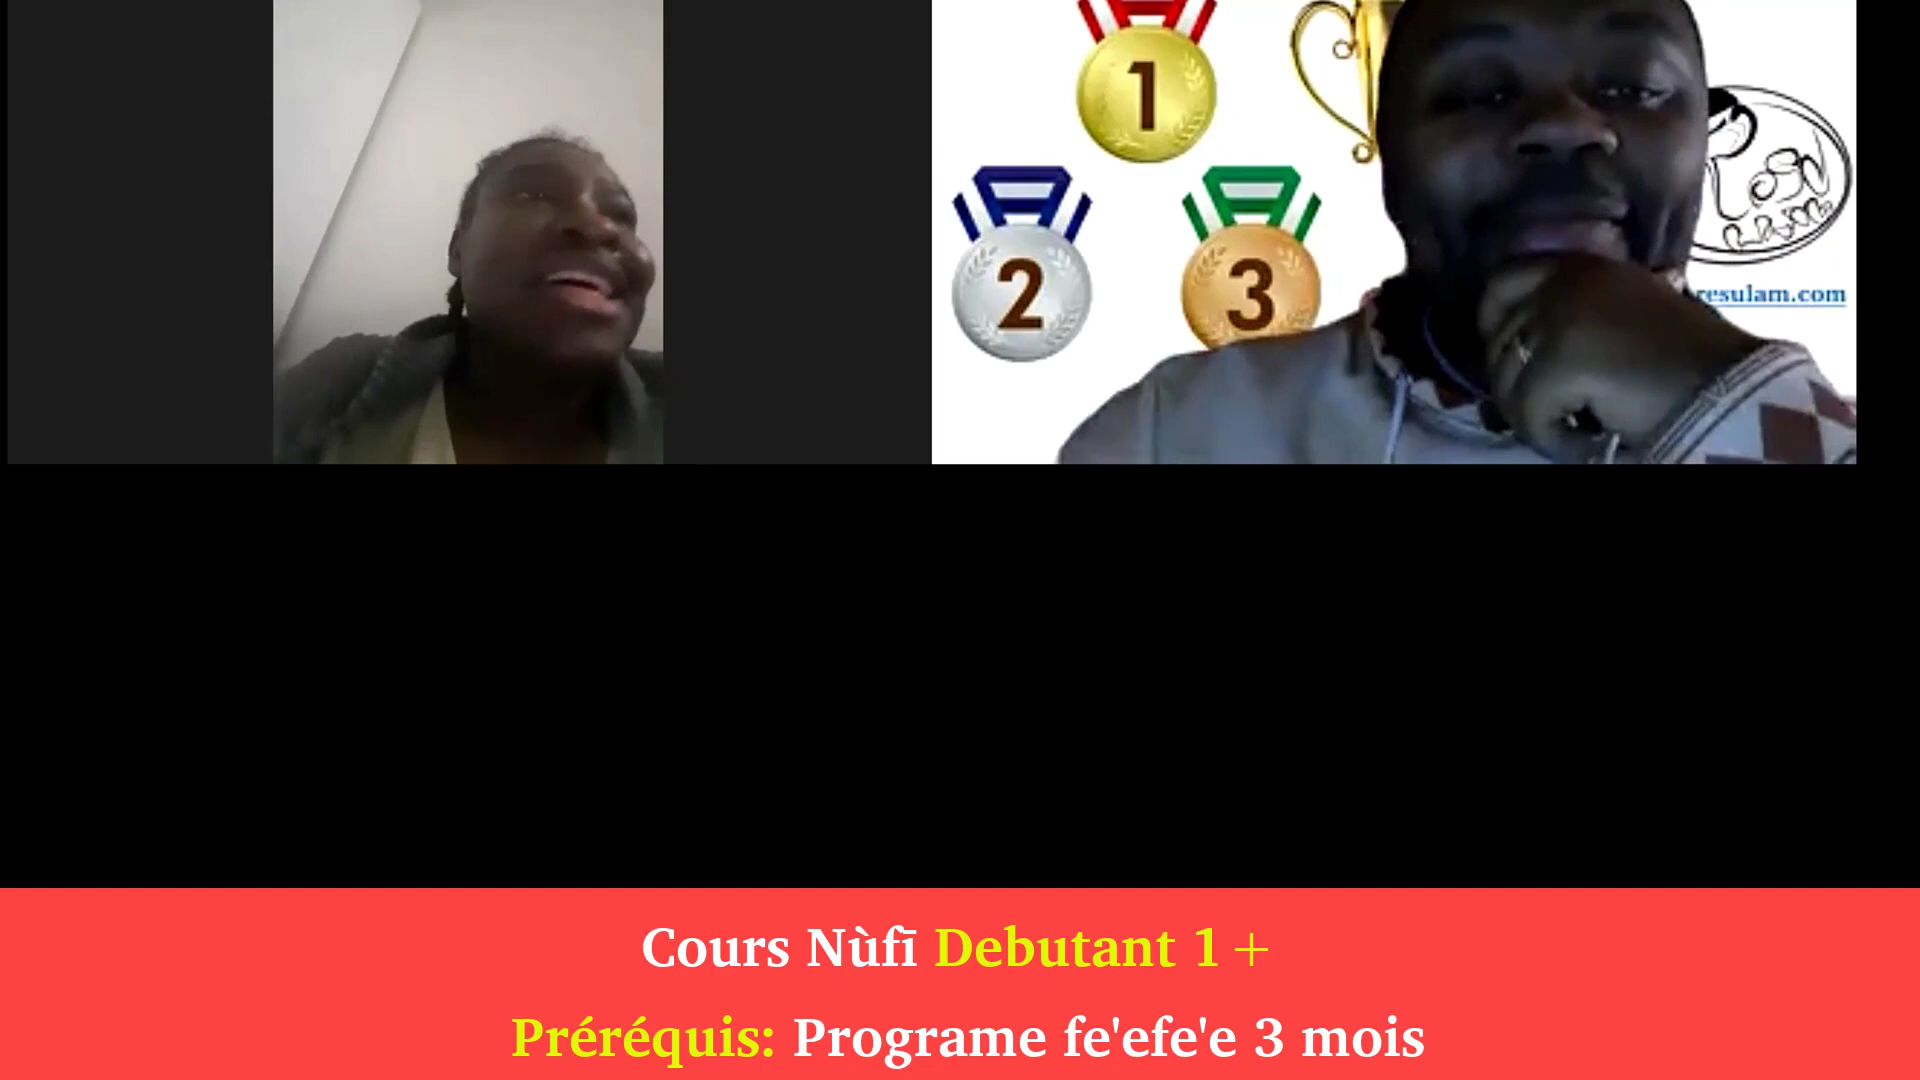 1
2
3
resulam.com
Cours Nùfī Debutant 1+
Préréquis: Programe fe'efe'e 3 mois